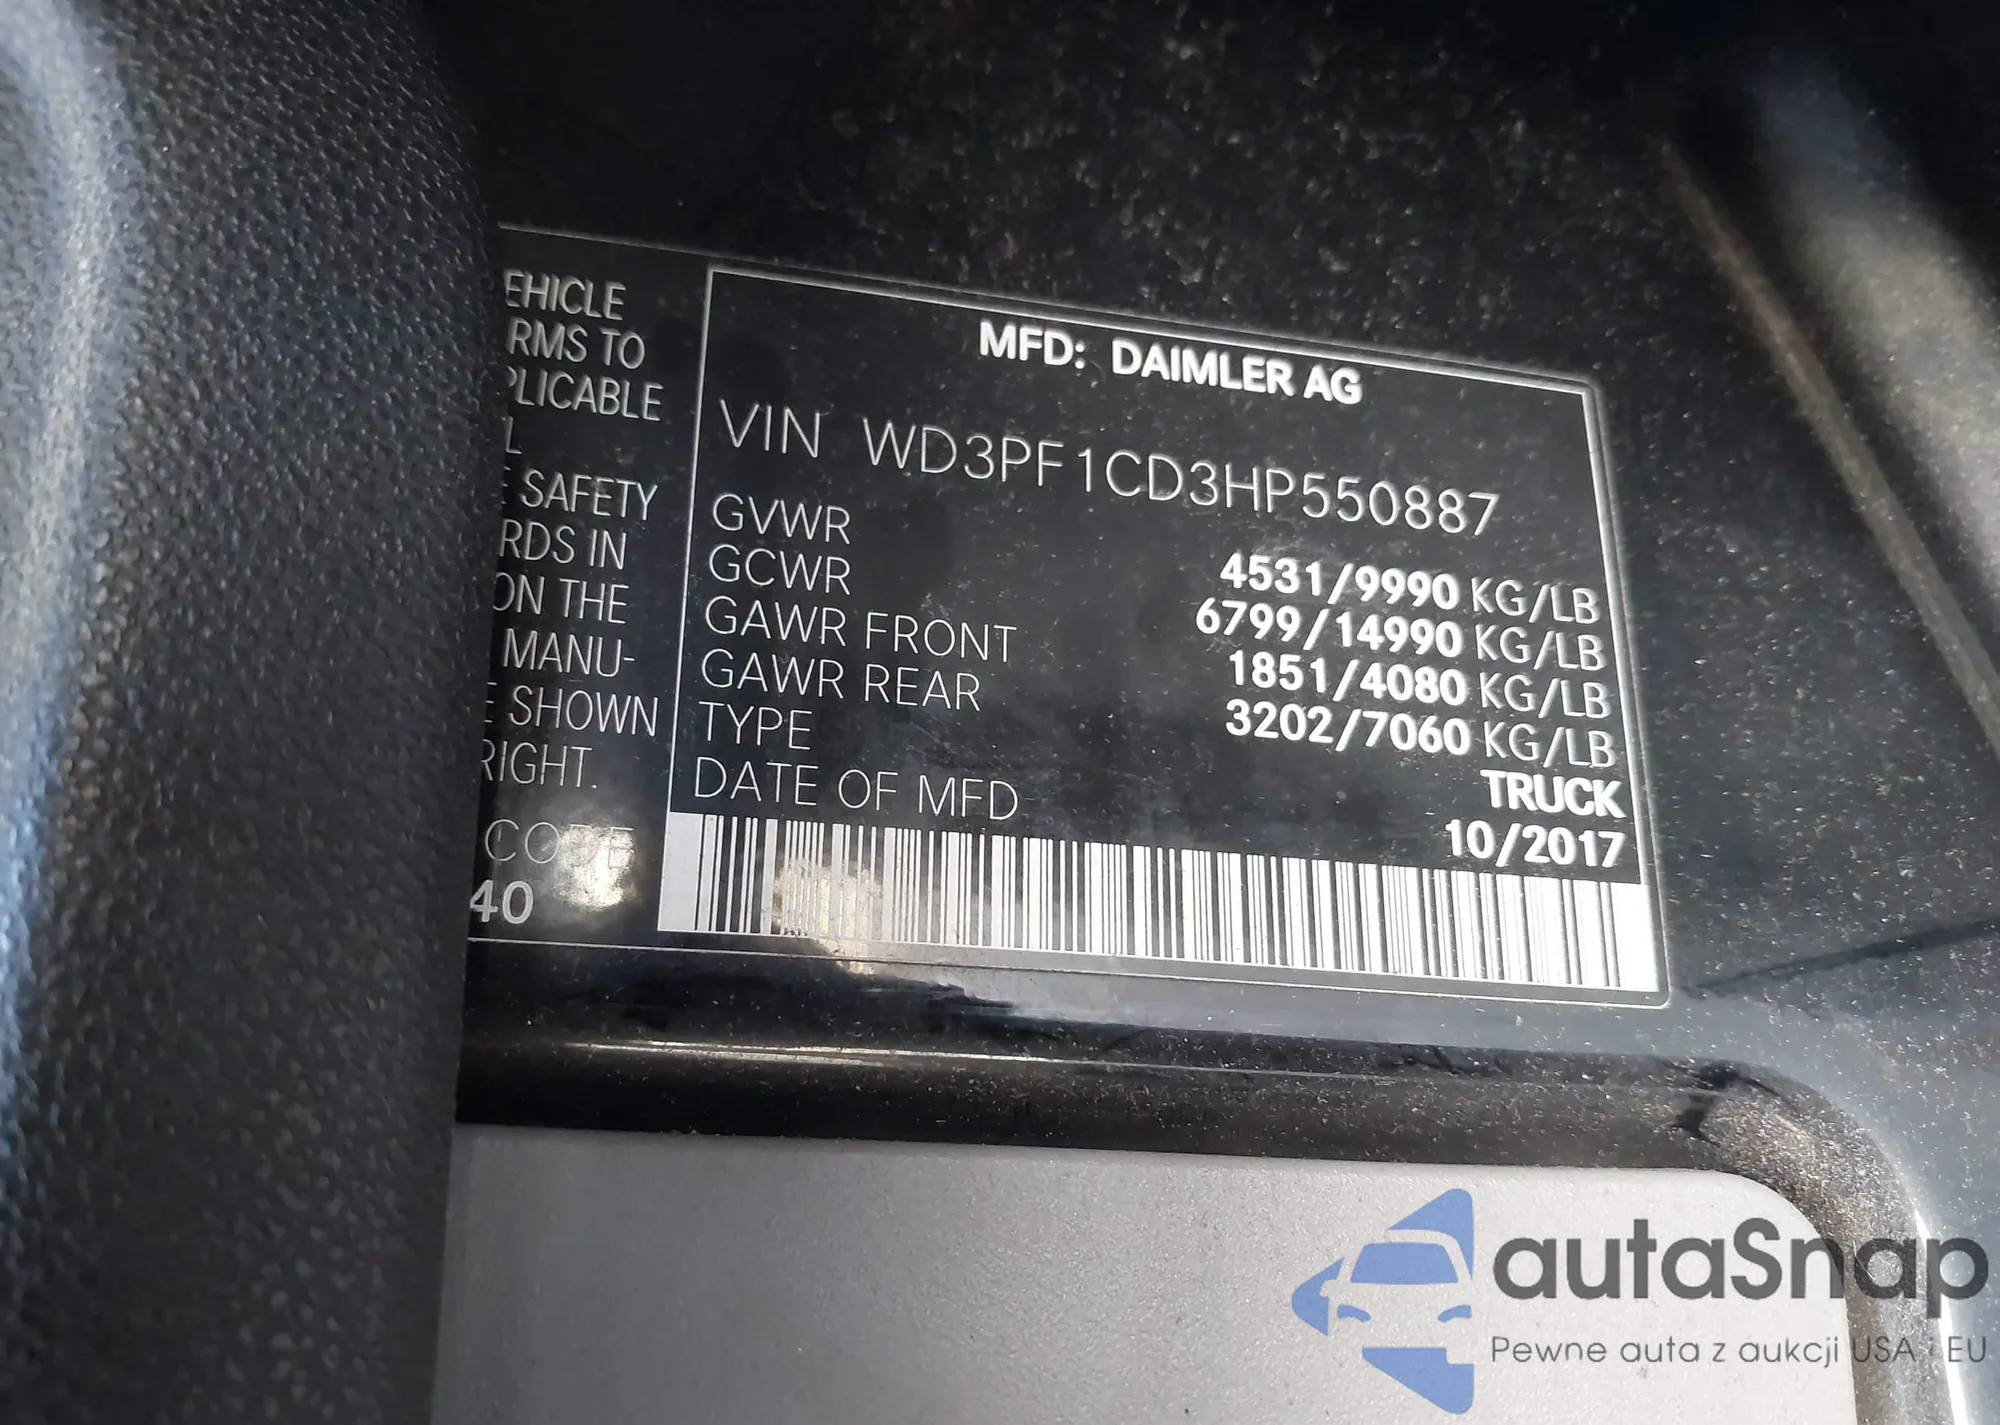 EHICLE
RMS TO
PLICABLE
L
E SAFETY
RDS IN
ON THE
MANU-
E SHOWN
RIGHT.
CODE
40
MFD: DAIMLER AG
VIN WD3PF1CD3HP550887
GVWR 4531/9990 KG/LB
GCWR 6799/14990 KG/LB
GAWR FRONT 1851/4080 KG/LB
GAWR REAR 3202/7060 KG/LB
TYPE TRUCK
DATE OF MFD 10/2017
autaSnap
Pewne auta z aukcji USA i EU